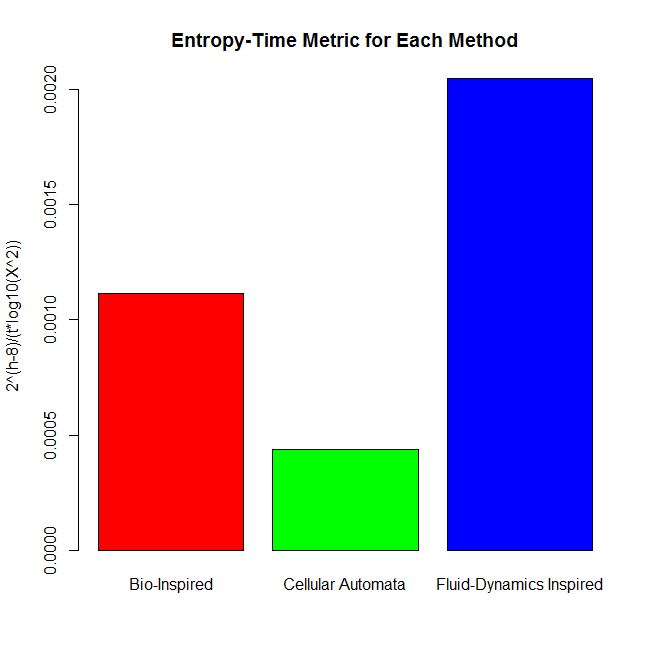 Entropy-Time Metric for Each Method
2^(h-8)/(t*log10(X^2))
0.0020
0.0015
0.0010
0.0005
0.0000
Bio-Inspired
Cellular Automata
Fluid-Dynamics Inspired